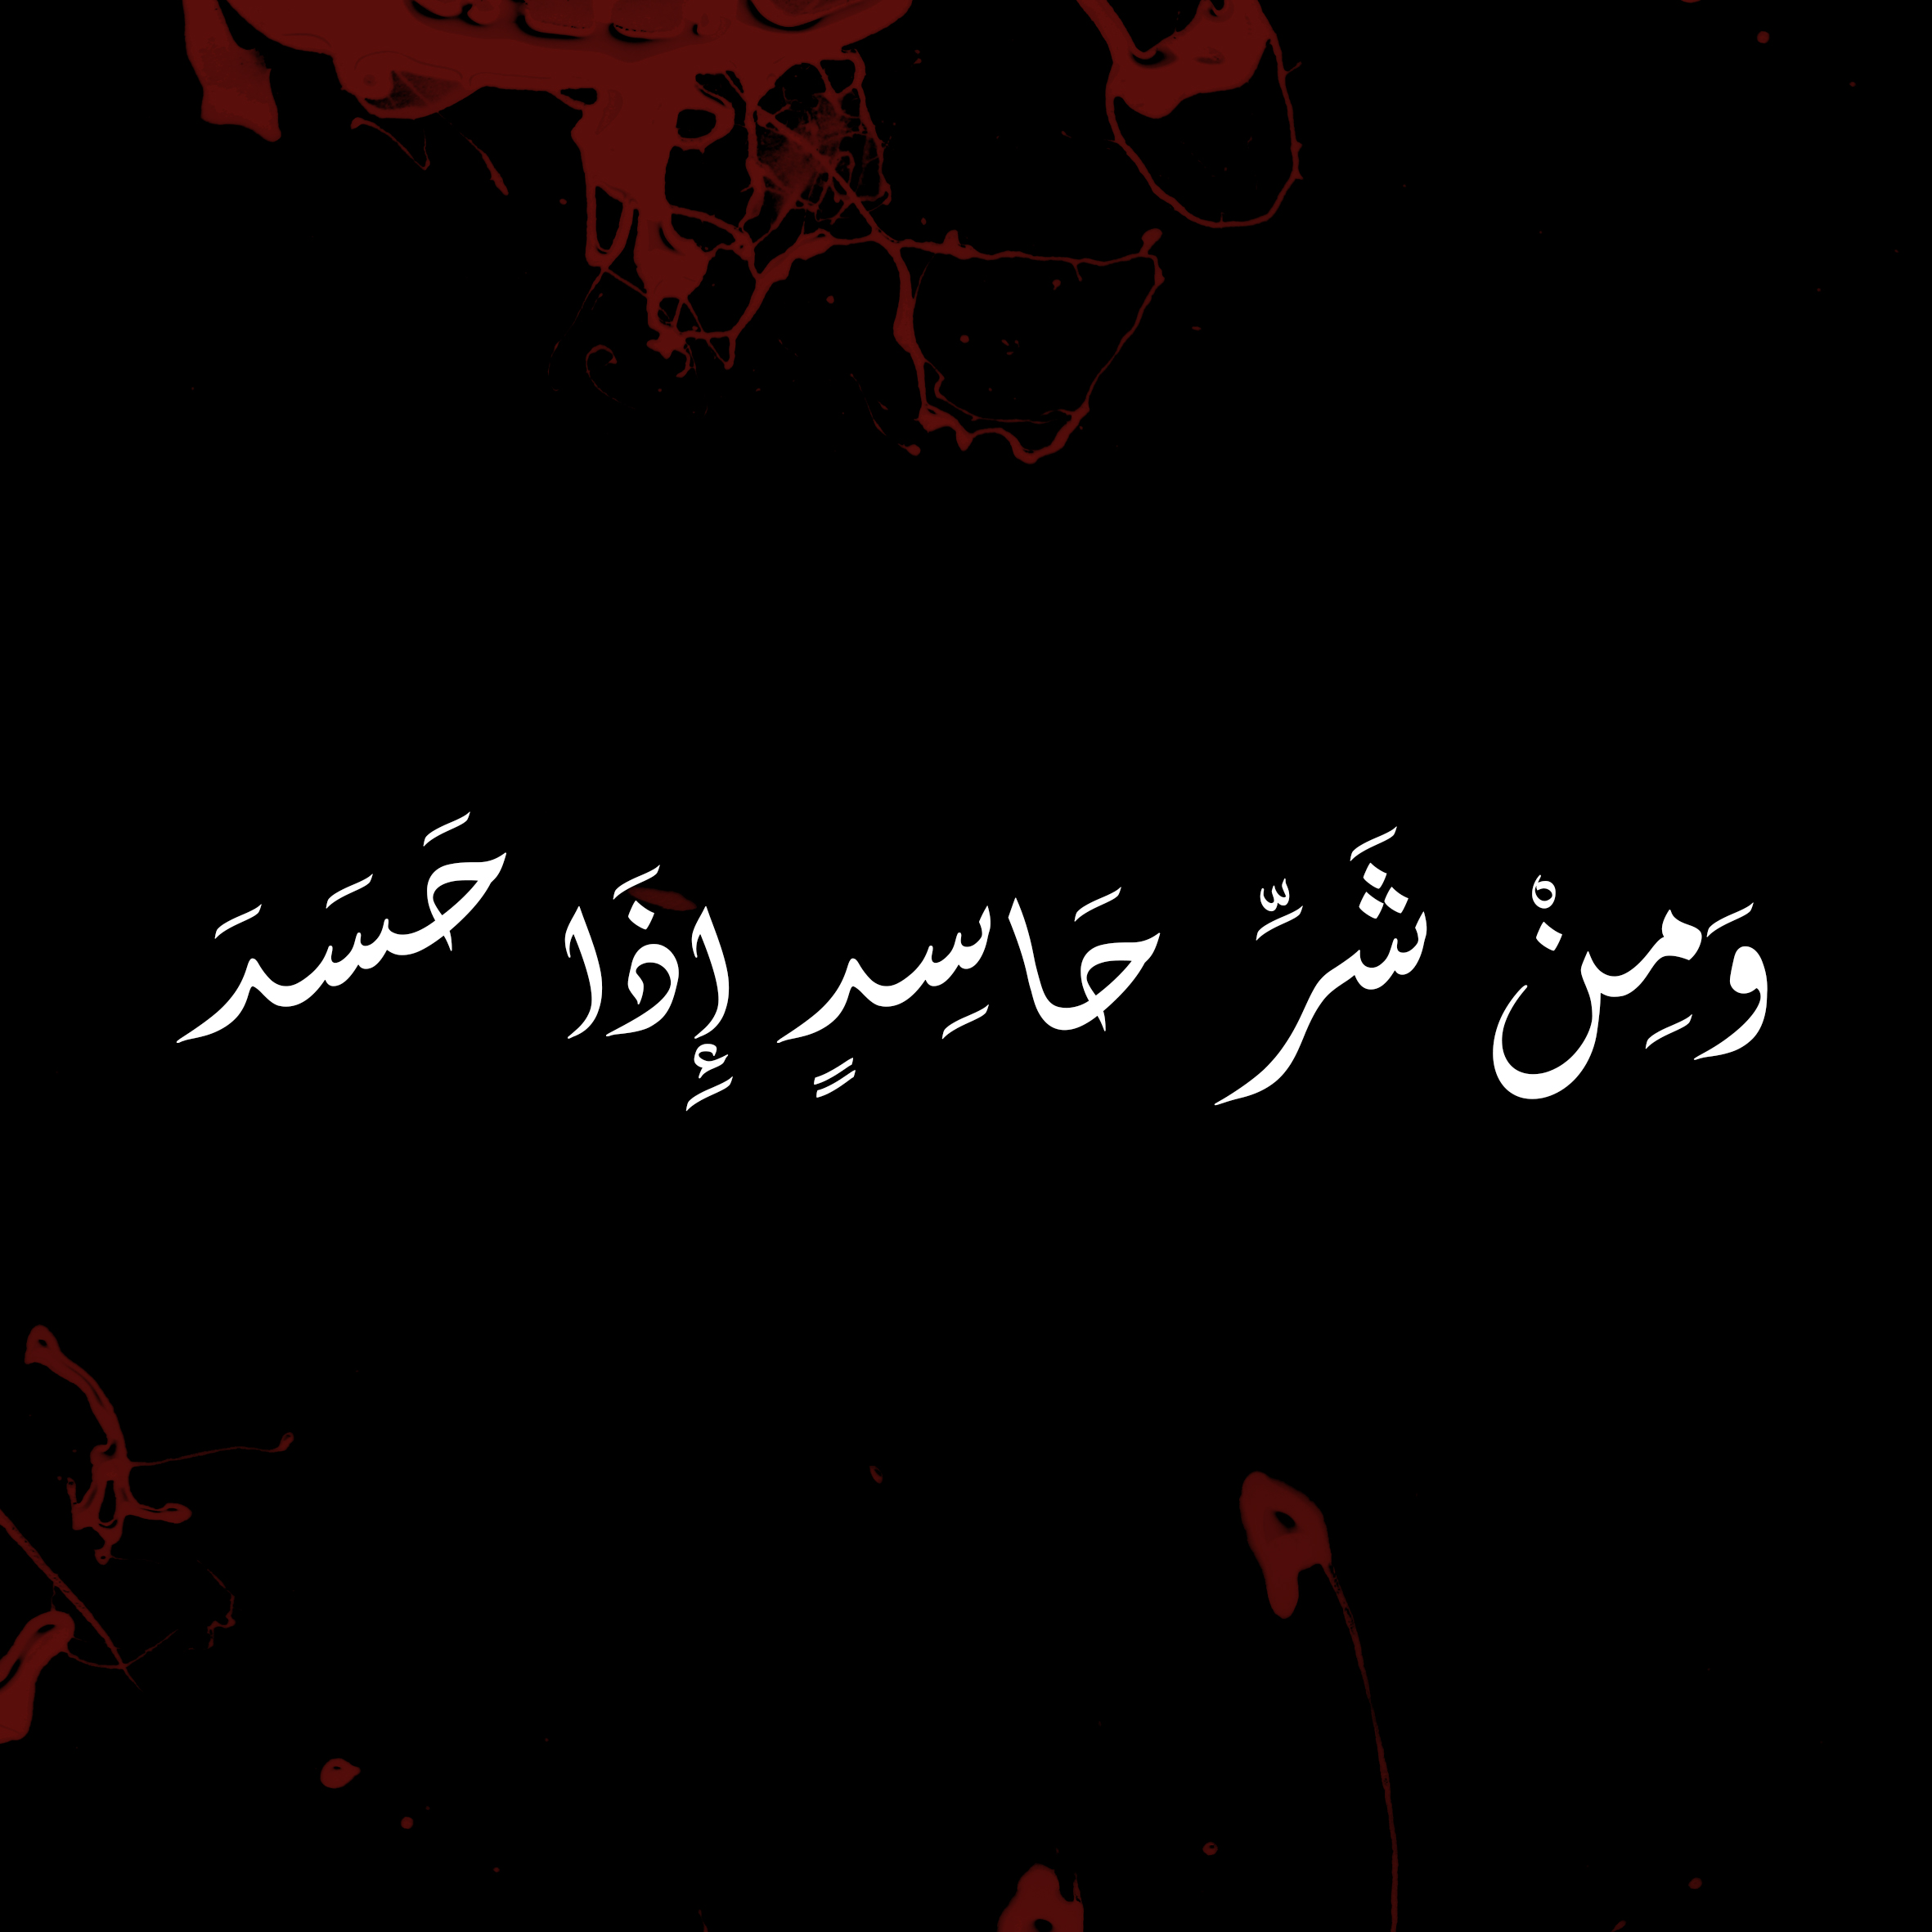 وَمِنْ شَرِّ حَاسِدٍ إِذَا حَسَدَ